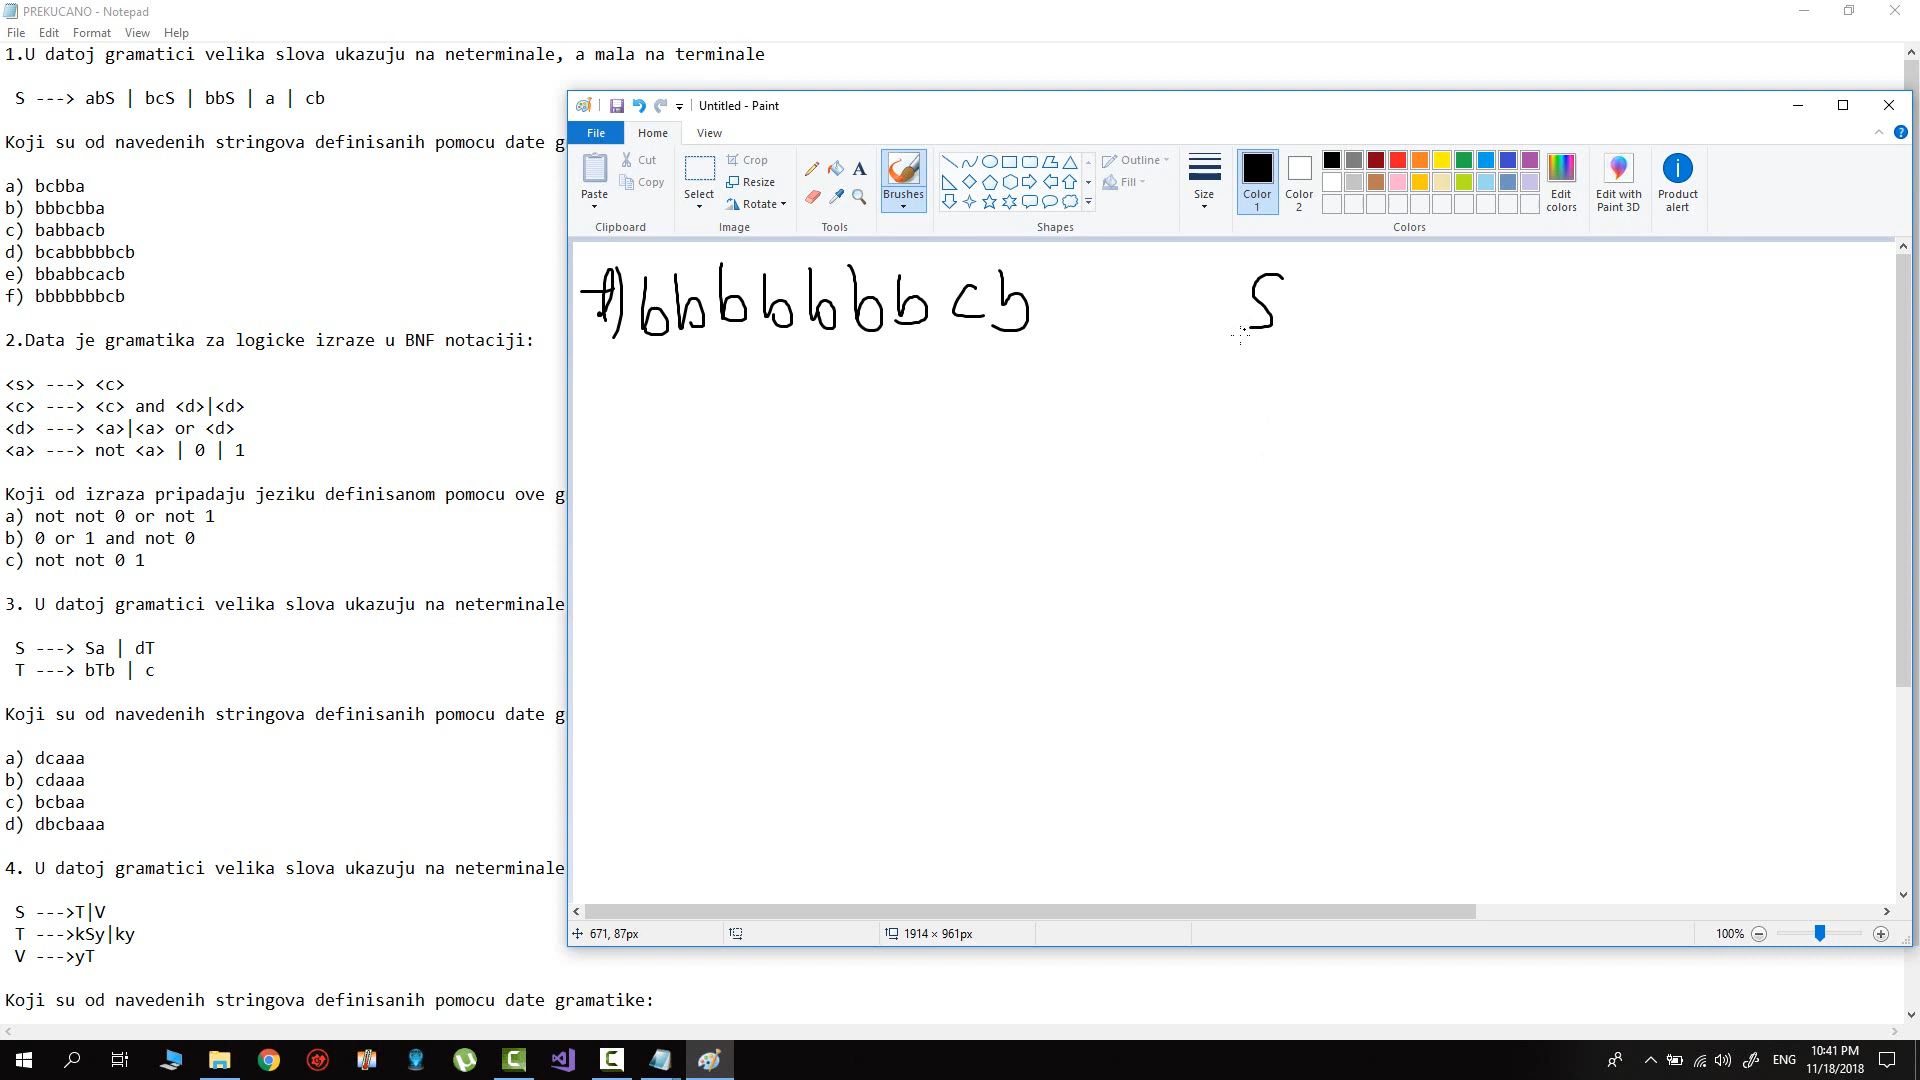 PREKUCANO - Notepad
File Edit Format View Help
1.U datoj gramatici velika slova ukazuju na neterminale, a mala na terminale
S ---> abS | bcS | bbS | a | cb
Koji su od navedenih stringova definisanih pomocu date g
a) bcbba
b) bbbcbba
c) babbacb
d) bcabbbbbcb
e) bbabbcacb
f) bbbbbbbcb
2.Data je gramatika za logicke izraze u BNF notaciji:
<s> ---> <c>
<c> ---> <c> and <d>|<d>
<d> ---> <a>|<a> or <d>
<a> ---> not <a> | 0 | 1
Koji od izraza pripadaju jeziku definisanom pomocu ove g
a) not not 0 or not 1
b) 0 or 1 and not 0
c) not not 0 1
3. U datoj gramatici velika slova ukazuju na neterminale
S ---> Sa | dT
T ---> bTb | c
Koji su od navedenih stringova definisanih pomocu date g
a) dcaaa
b) cdaaa
c) bcbaa
d) dbcbaaa
4. U datoj gramatici velika slova ukazuju na neterminale
S --->T|V
T --->kSy|ky
V --->yT
Koji su od navedenih stringova definisanih pomocu date gramatike:
Untitled - Paint
File Home View
Paste Cut Copy Clipboard
Select Crop Resize Rotate Image
Tools
Brushes
Outline Fill Shapes
Size
Color 1 Color 2 Edit colors Colors
Edit with Paint 3D
Product alert
f) bbbbbbbcb S
671, 87px 1914 × 961px 100%
ENG 10:41 PM
11/18/2018